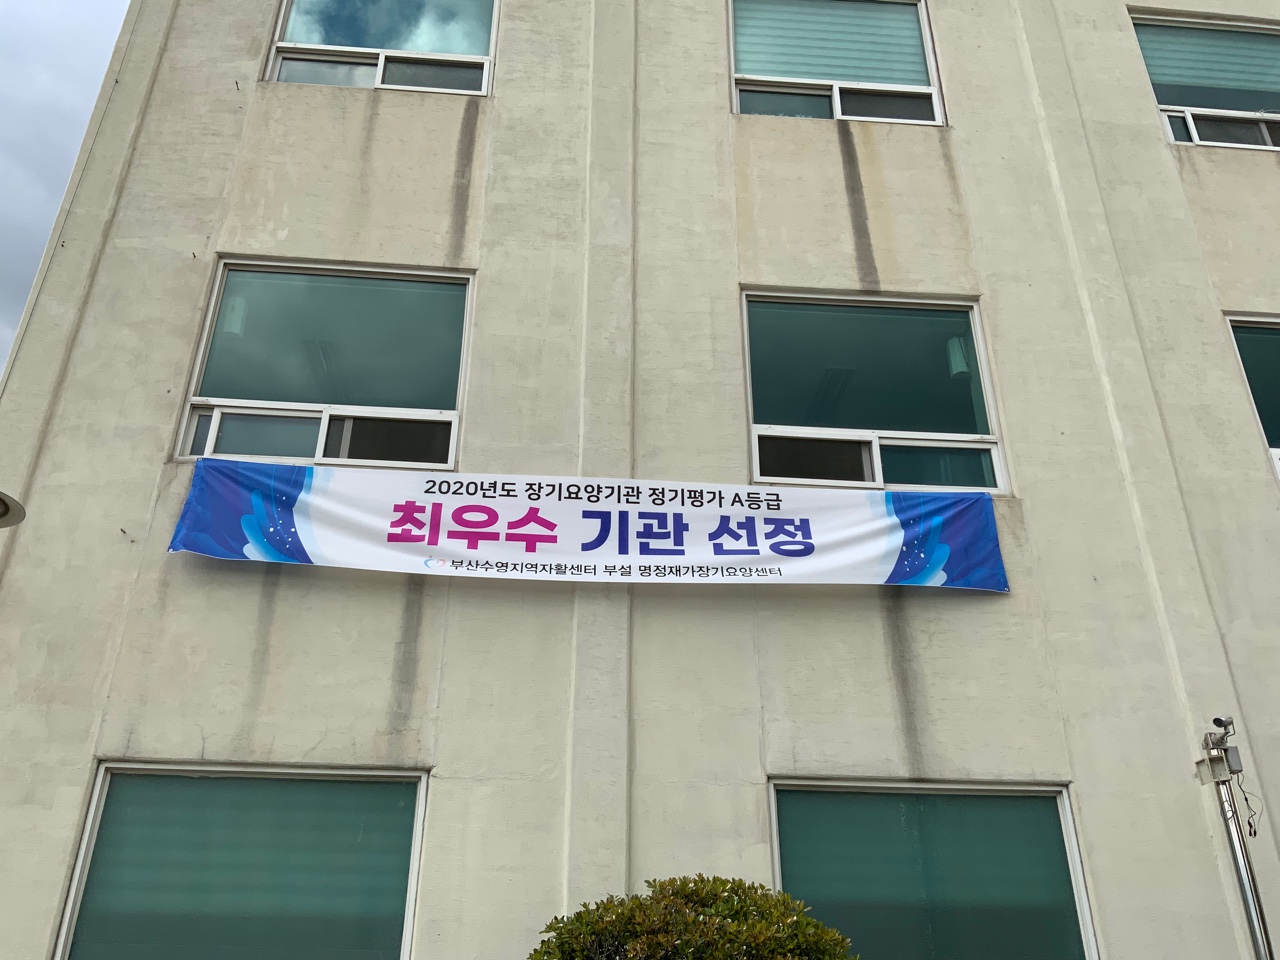 2020년도 장기요양기관 정기평가 A등급
최우수 기관 선정
부산수영지역자활센터 부설 명정재가장기요양센터